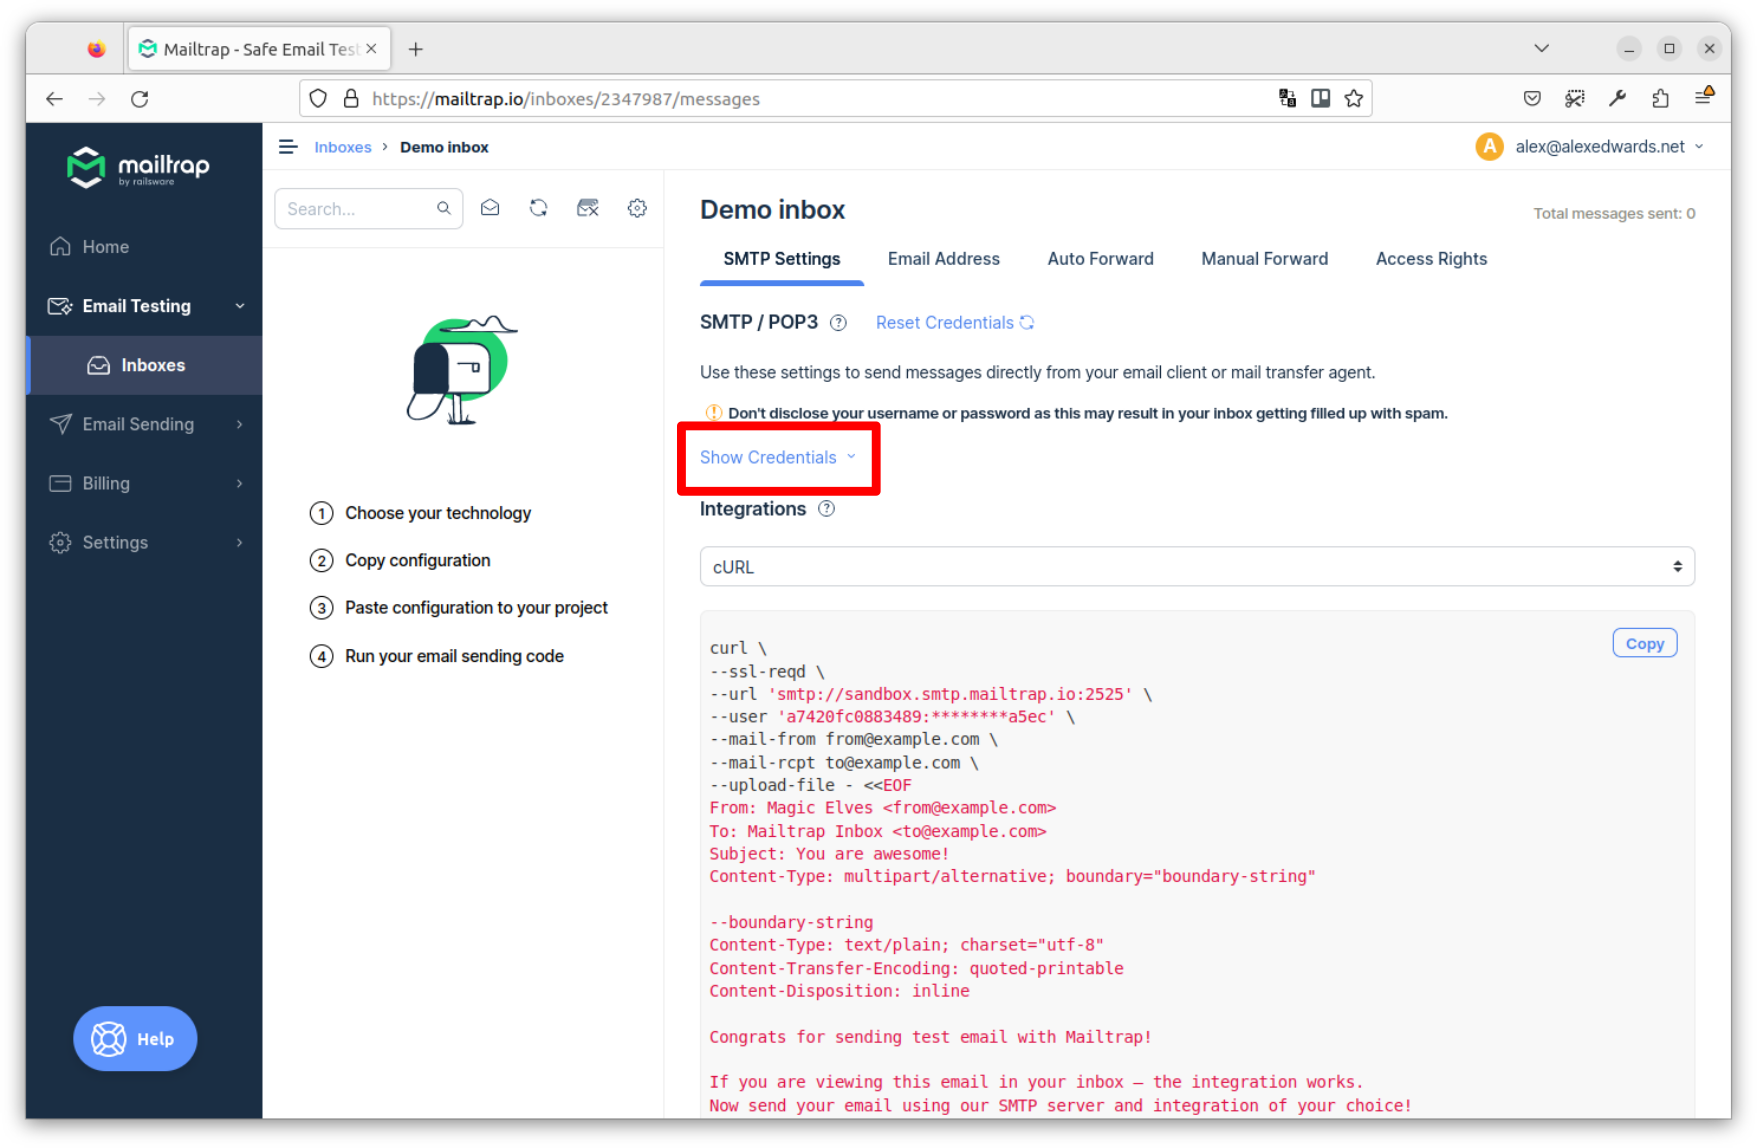 Mailtrap - Safe Email Test
https://mailtrap.io/inboxes/2347987/messages
mailtrap
by railsware
Home
Email Testing
Inboxes
Email Sending
Billing
Settings
Help
Inboxes › Demo inbox
A alex@alexedwards.net
Search...
1 Choose your technology
2 Copy configuration
3 Paste configuration to your project
4 Run your email sending code
Demo inbox
Total messages sent: 0
SMTP Settings Email Address Auto Forward Manual Forward Access Rights
SMTP / POP3 ? Reset Credentials
Use these settings to send messages directly from your email client or mail transfer agent.
! Don't disclose your username or password as this may result in your inbox getting filled up with spam.
Show Credentials
Integrations ?
cURL
Copy
curl \
--ssl-reqd \
--url 'smtp://sandbox.smtp.mailtrap.io:2525' \
--user 'a7420fc0883489:********a5ec' \
--mail-from from@example.com \
--mail-rcpt to@example.com \
--upload-file - <<EOF
From: Magic Elves <from@example.com>
To: Mailtrap Inbox <to@example.com>
Subject: You are awesome!
Content-Type: multipart/alternative; boundary="boundary-string"
--boundary-string
Content-Type: text/plain; charset="utf-8"
Content-Transfer-Encoding: quoted-printable
Content-Disposition: inline
Congrats for sending test email with Mailtrap!
If you are viewing this email in your inbox – the integration works.
Now send your email using our SMTP server and integration of your choice!